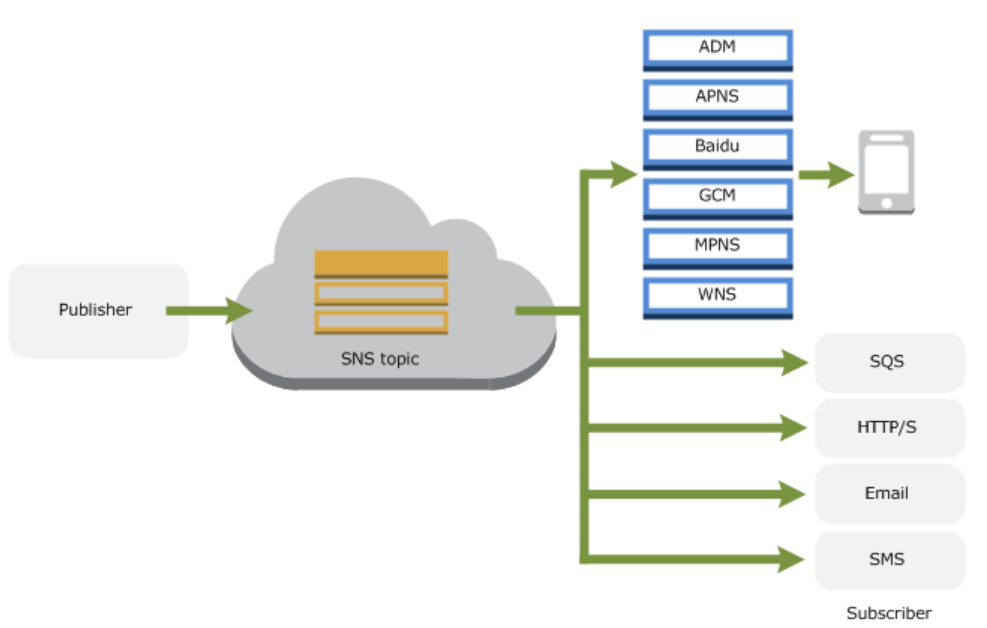 Publisher
SNS topic
ADM
APNS
Baidu
GCM
MPNS
WNS
SQS
HTTP/S
Email
SMS
Subscriber